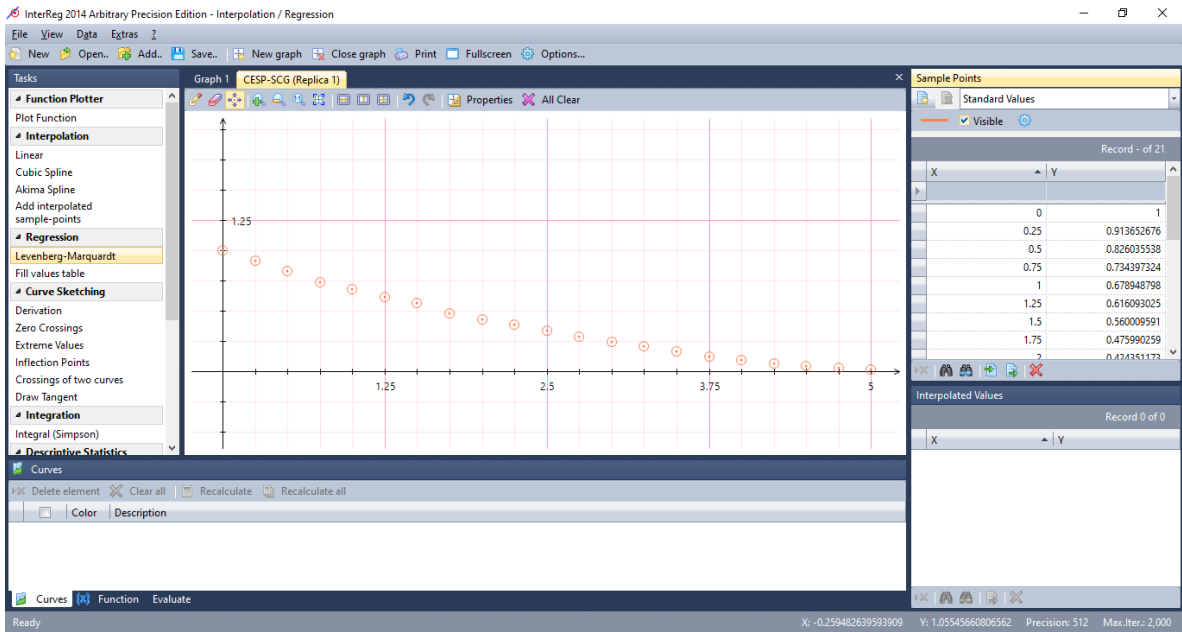 InterReg 2014 Arbitrary Precision Edition - Interpolation / Regression
File View Data Extras ?
New Open.. Add.. Save.. New graph Close graph Print Fullscreen Options...
Tasks
Function Plotter
Plot Function
Interpolation
Linear
Cubic Spline
Akima Spline
Add interpolated
sample-points
Regression
Levenberg-Marquardt
Fill values table
Curve Sketching
Derivation
Zero Crossings
Extreme Values
Inflection Points
Crossings of two curves
Draw Tangent
Integration
Integral (Simpson)
Descriptive Statistics
Graph 1 CESP-SCG (Replica 1)
Properties All Clear
1.25
1.25 2.5 3.75 5
Sample Points
Standard Values
Visible
Record - of 21
X Y
0 1
0.25 0.913652676
0.5 0.826035538
0.75 0.734397324
1 0.678948798
1.25 0.616093025
1.5 0.560009591
1.75 0.475990259
2 0.424351173
Interpolated Values
Record 0 of 0
X Y
Curves
Delete element Clear all Recalculate Recalculate all
Color Description
Curves {x} Function Evaluate
Ready X: -0.259482639593909 Y: 1.05545660806562 Precision: 512 Max.Iter.: 2,000